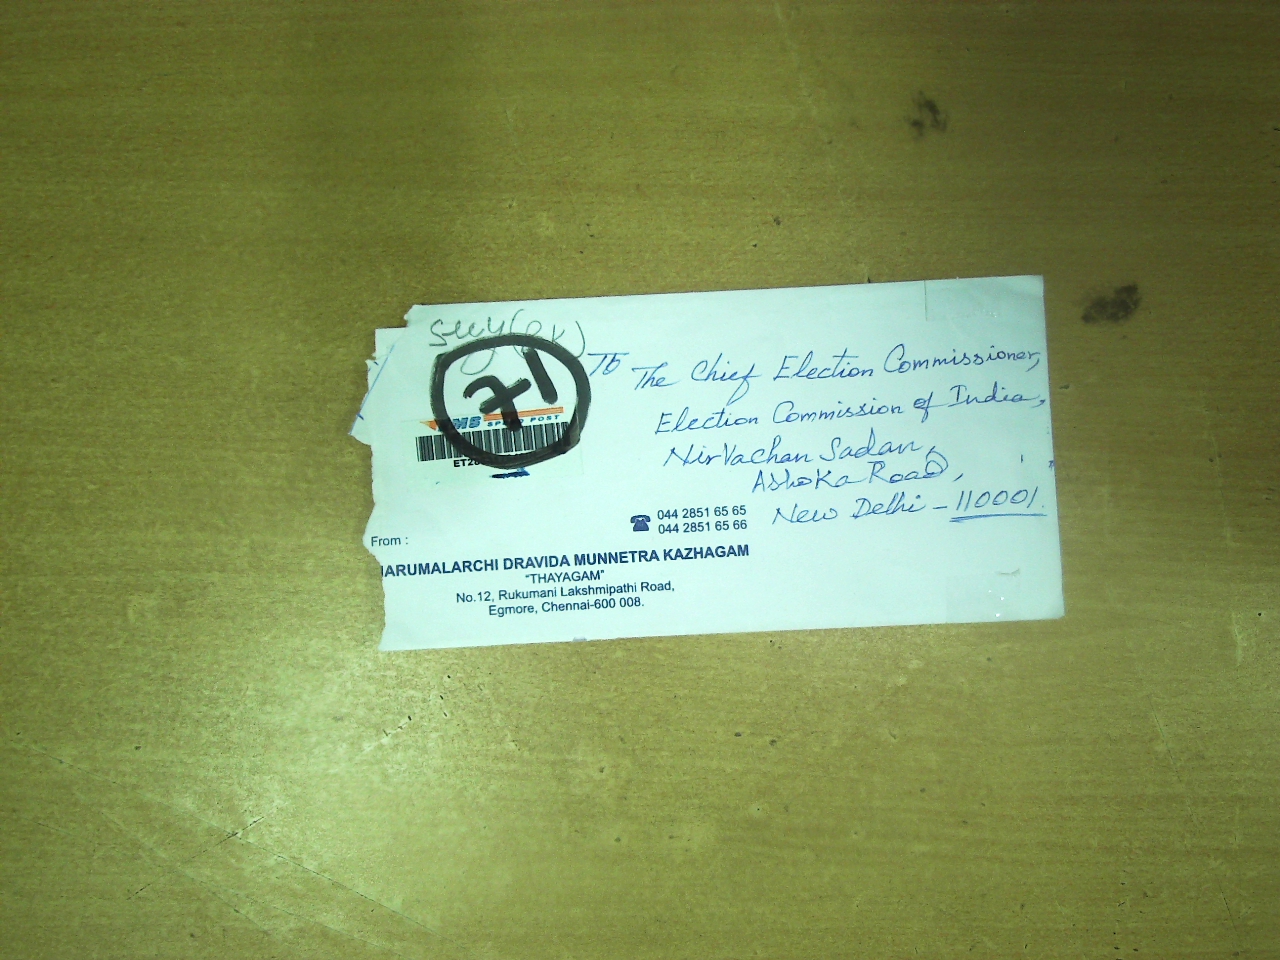 To
The Chief Election Commissioner,
Election Commission of India,
Nirvachan Sadan,
Ashoka Road,
New Delhi - 110001.
71
SPEED POST
044 2851 65 65
044 2851 65 66
From :
ARUMALARCHI DRAVIDA MUNNETRA KAZHAGAM
"THAYAGAM"
No.12, Rukumani Lakshmipathi Road,
Egmore, Chennai-600 008.